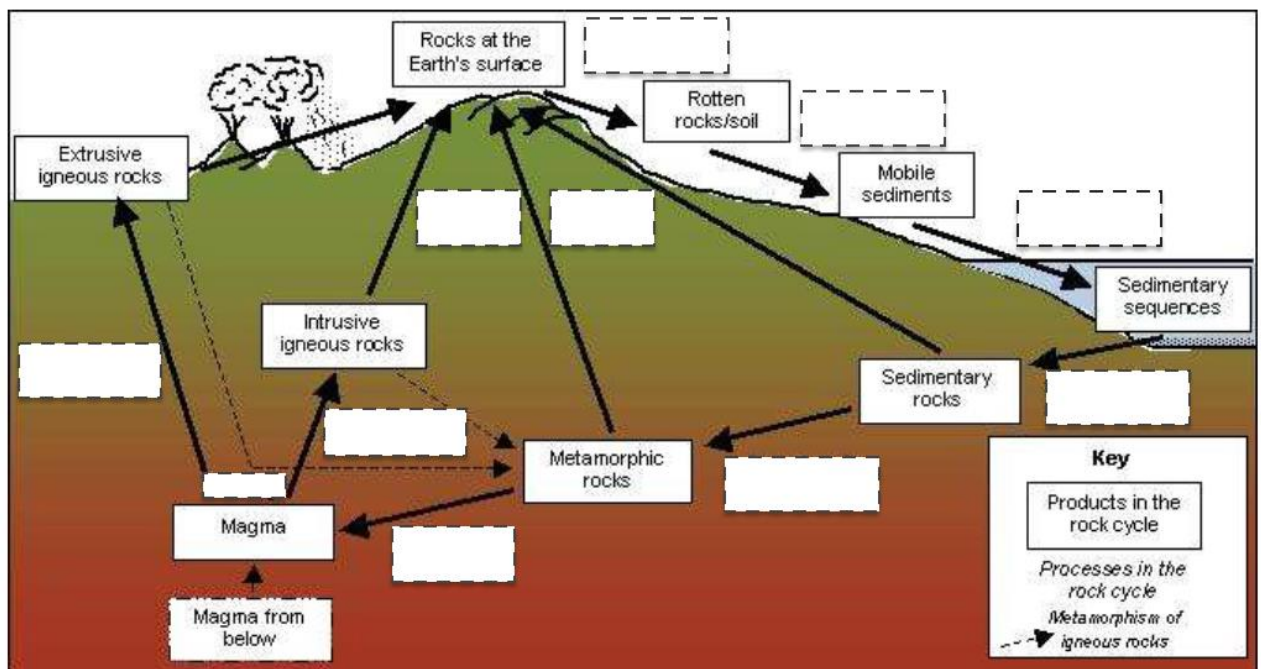 Rocks at the
Earth's surface
Rotten
rocks/soil
Extrusive
igneous rocks
Mobile
sediments
Sedimentary
sequences
Intrusive
igneous rocks
Sedimentary
rocks
Metamorphic
rocks
Magma
Magma from
below
Key
Products in the
rock cycle
Processes in the
rock cycle
Metamorphism of
igneous rocks